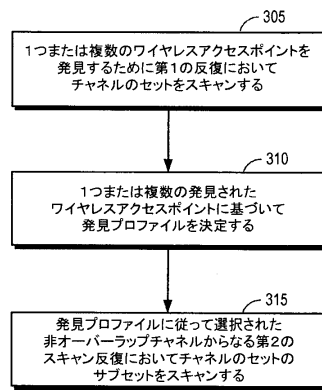 305
1つまたは複数のワイヤレスアクセスポイントを
発見するために第1の反復において
チャネルのセットをスキャンする
310
1つまたは複数の発見された
ワイヤレスアクセスポイントに基づいて
発見プロファイルを決定する
315
発見プロファイルに従って選択された
非オーバーラップチャネルからなる第2の
スキャン反復においてチャネルのセットの
サブセットをスキャンする